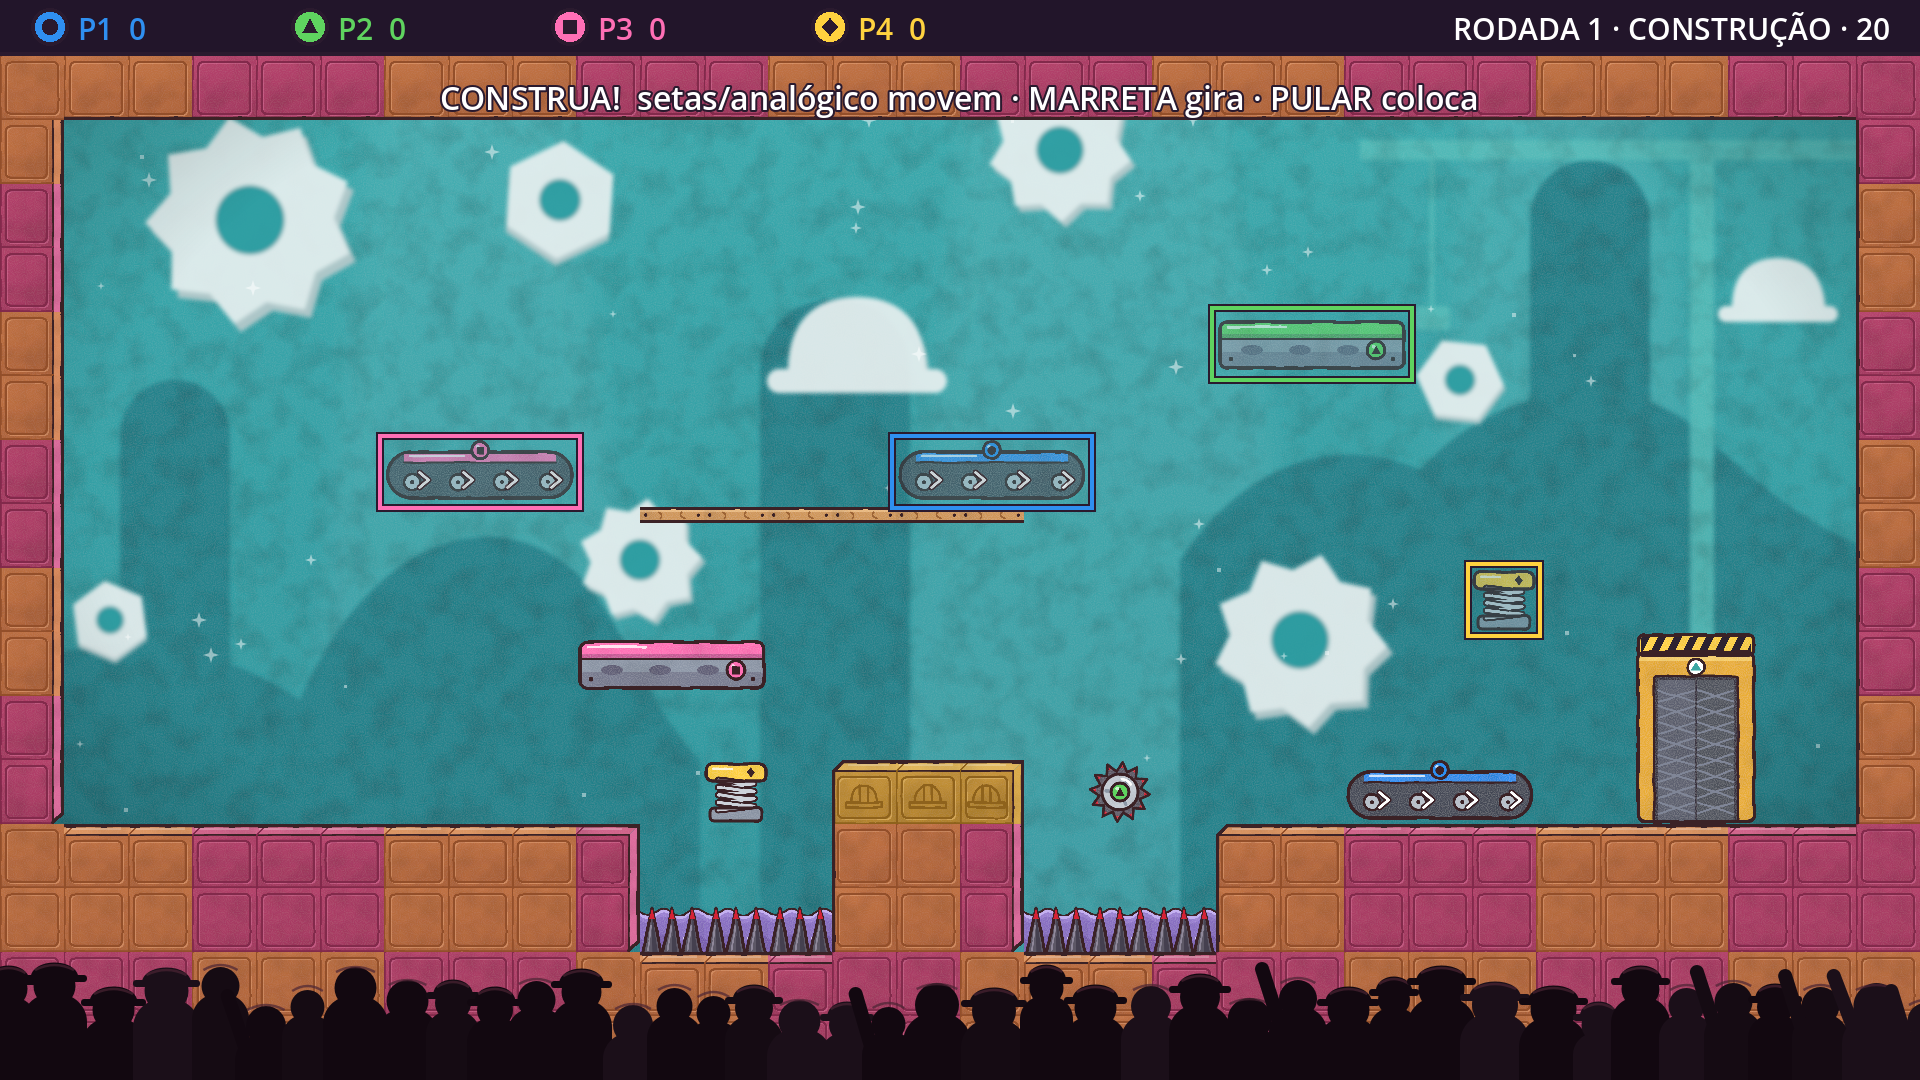 P1 0 P2 0 P3 0 P4 0 RODADA 1 · CONSTRUÇÃO · 20
CONSTRUA! setas/analógico movem · MARRETA gira · PULAR coloca